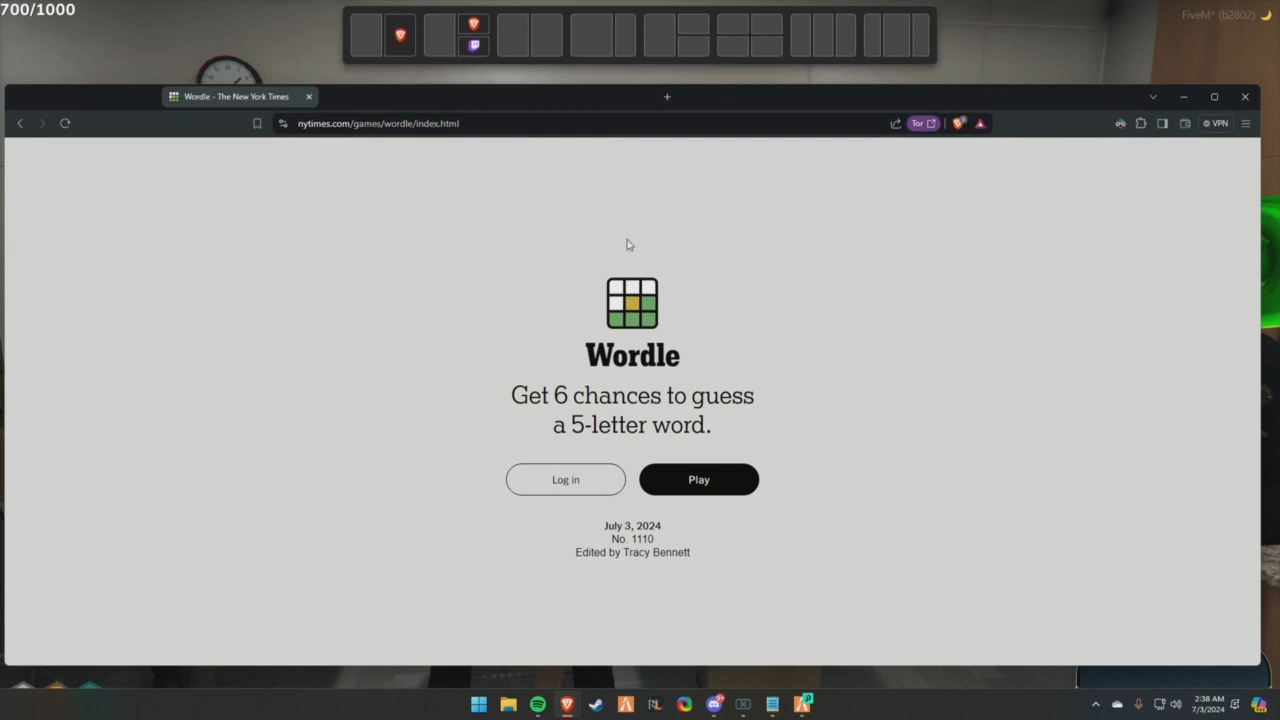 700/1000
FiveM* (b2802)
Wordle - The New York Times
nytimes.com/games/wordle/index.html
Tor
VPN
Wordle
Get 6 chances to guess
a 5-letter word.
Log in
Play
July 3, 2024
No. 1110
Edited by Tracy Bennett
2:38 AM
7/3/2024